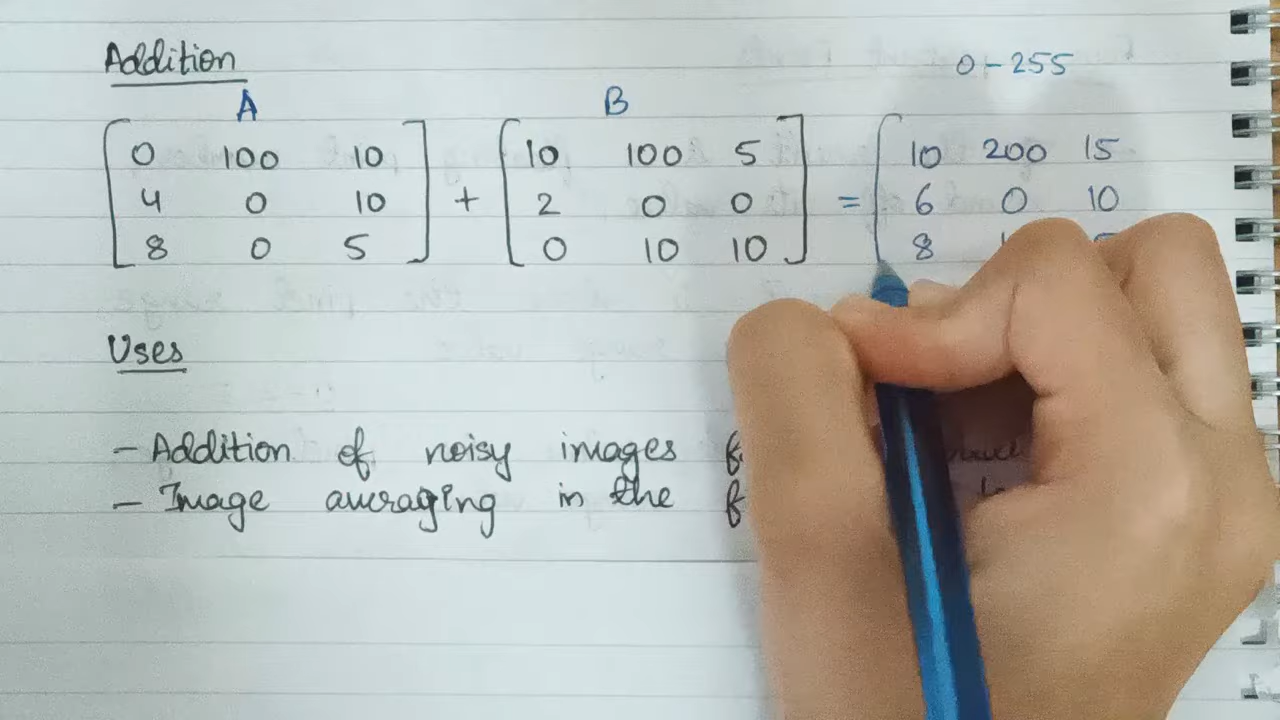 Addition
0-255
A B
0 100 10 10 100 5 10 200 15
4 0 10 + 2 0 0 = 6 0 10
8 0 5 0 10 10 8
Uses
- Addition of noisy images
- Image averaging in the